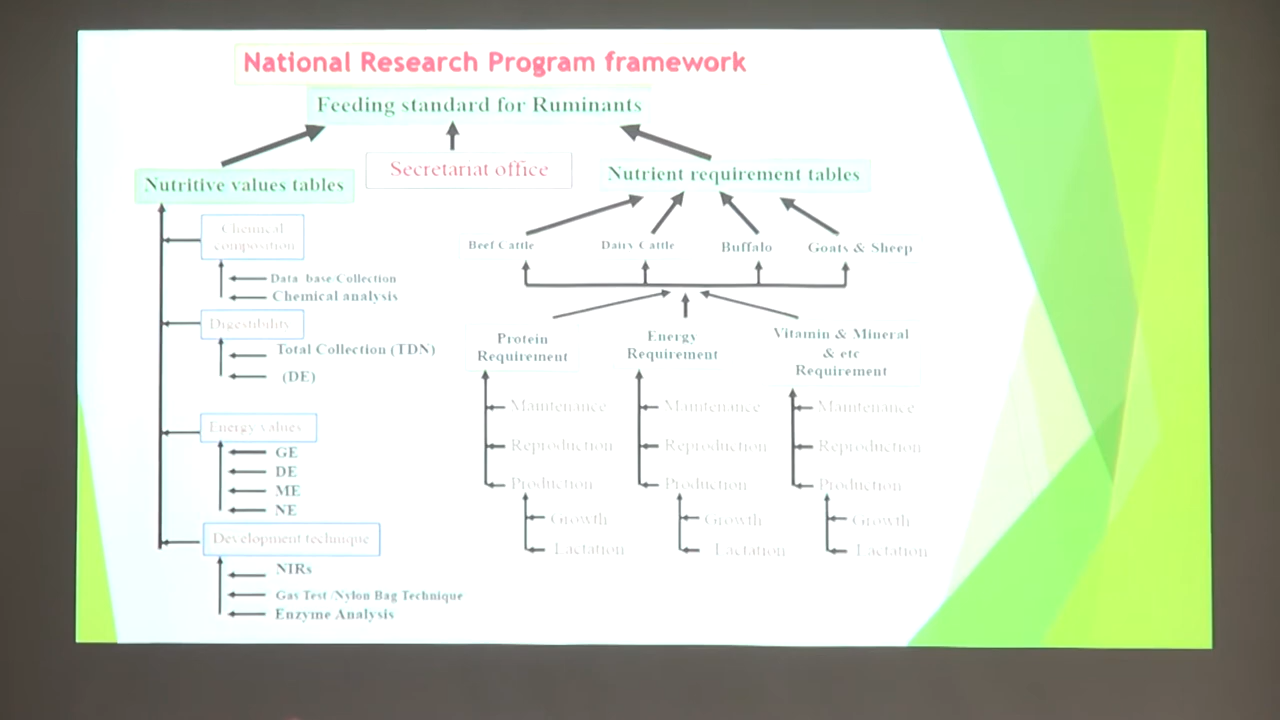 National Research Program framework
Feeding standard for Ruminants
Secretariat office
Nutritive values tables
Chemical
composition
Data base Collection
Chemical analysis
Digestibility
Total Collection (TDN)
(DE)
Energy values
GE
DE
ME
NE
Development technique
NIRs
Gas Test /Nylon Bag Technique
Enzyme Analysis
Nutrient requirement tables
Beef Cattle
Dairy Cattle
Buffalo
Goats & Sheep
Protein
Requirement
Maintenance
Reproduction
Production
Growth
Lactation
Energy
Requirement
Maintenance
Reproduction
Production
Growth
Lactation
Vitamin & Mineral
& etc
Requirement
Maintenance
Reproduction
Production
Growth
Lactation